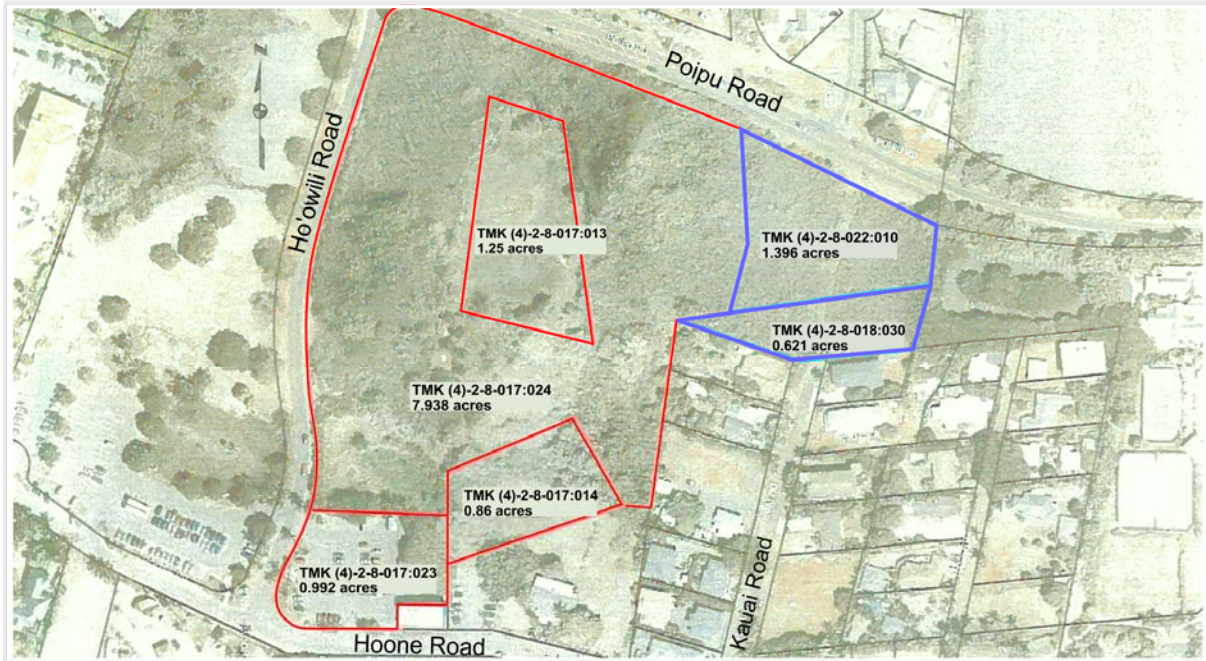 Poipu Road
Ho'owili Road
TMK (4)-2-8-017:013
1.25 acres
TMK (4)-2-8-022:010
1.396 acres
TMK (4)-2-8-018:030
0.621 acres
TMK (4)-2-8-017:024
7.938 acres
TMK (4)-2-8-017:014
0.86 acres
TMK (4)-2-8-017:023
0.992 acres
Kauai Road
Hoone Road